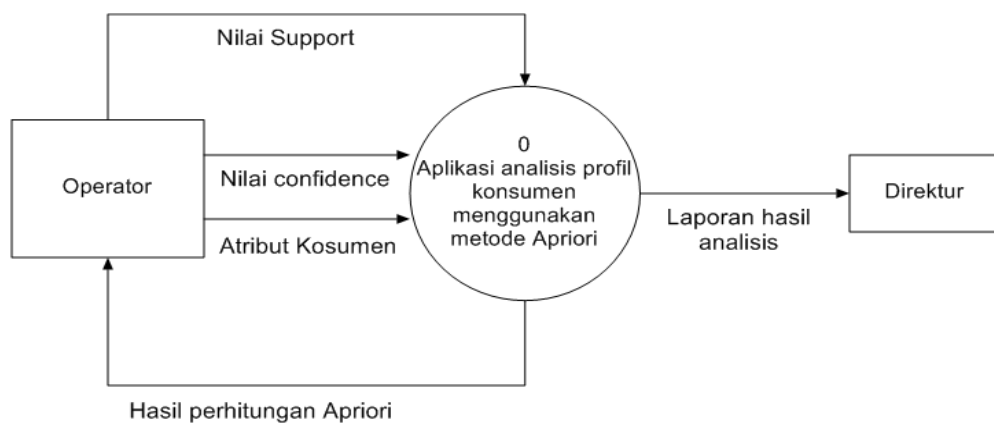 Nilai Support
Operator
Nilai confidence
Atribut Kosumen
0
Aplikasi analisis profil
konsumen
menggunakan
metode Apriori
Laporan hasil
analisis
Direktur
Hasil perhitungan Apriori